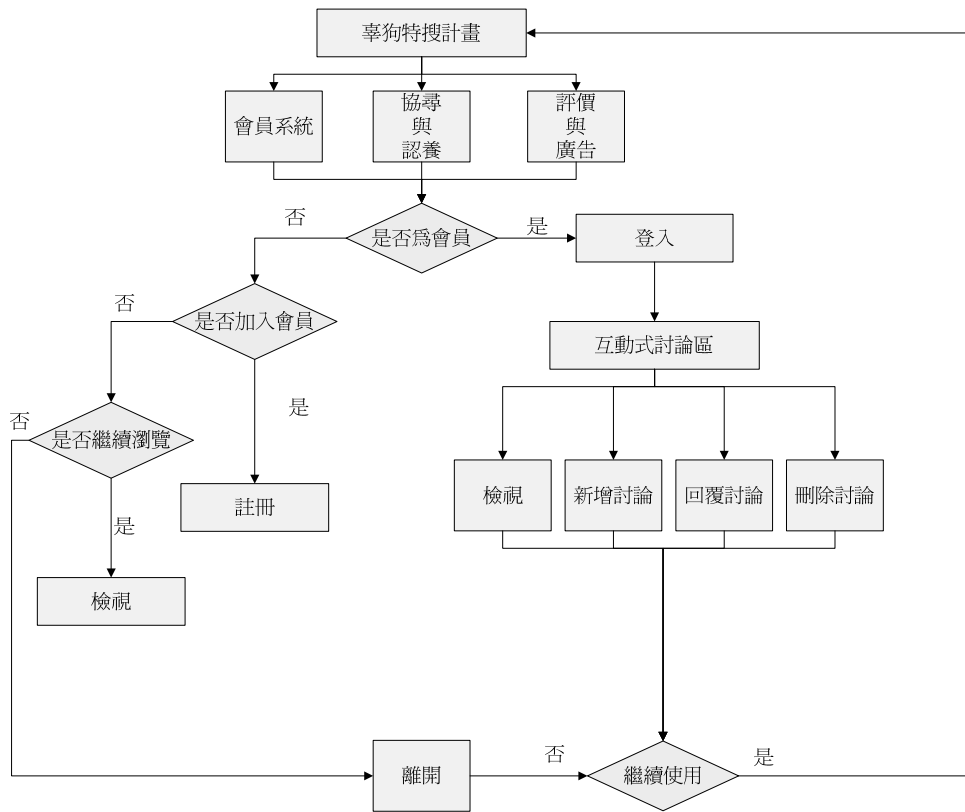 辜狗特搜計畫
會員系統
協尋
與
認養
評價
與
廣告
否
是否為會員
是
登入
否
是否加入會員
互動式討論區
是
否
是否繼續瀏覽
檢視
新增討論
回覆討論
刪除討論
註冊
是
檢視
離開
否
繼續使用
是